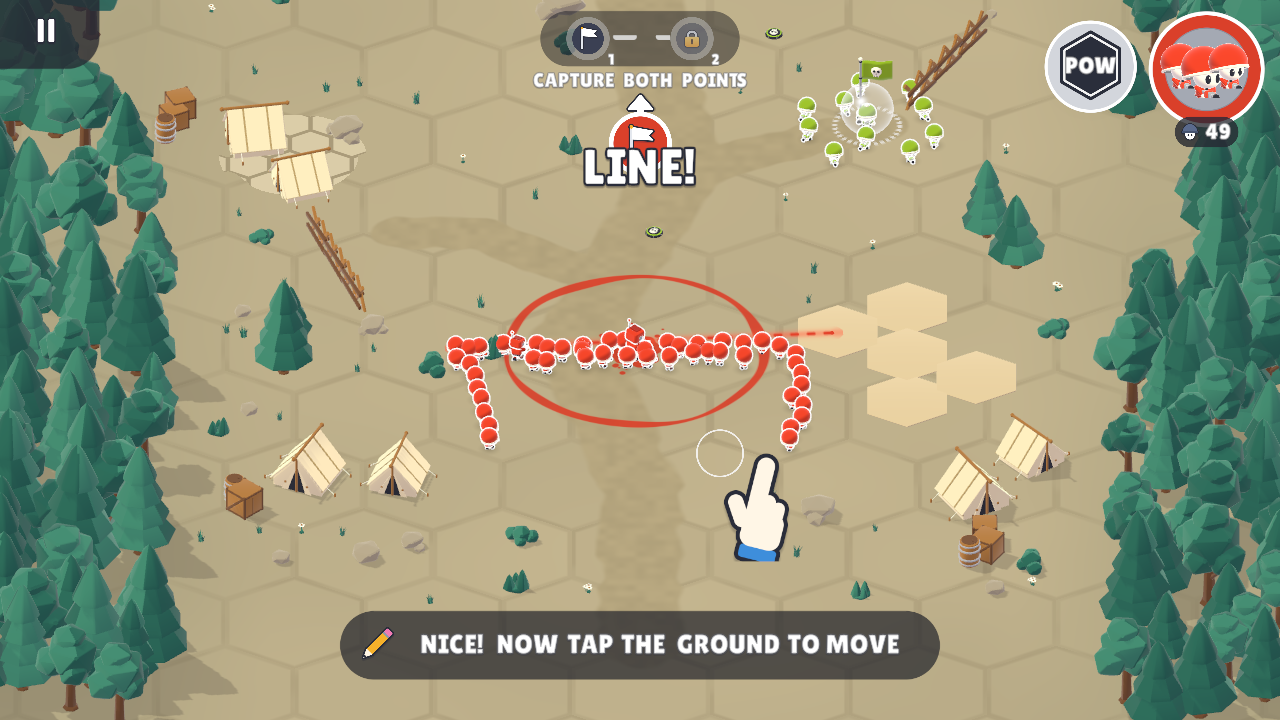 1
2
CAPTURE BOTH POINTS
POW
49
LINE!
NICE! NOW TAP THE GROUND TO MOVE